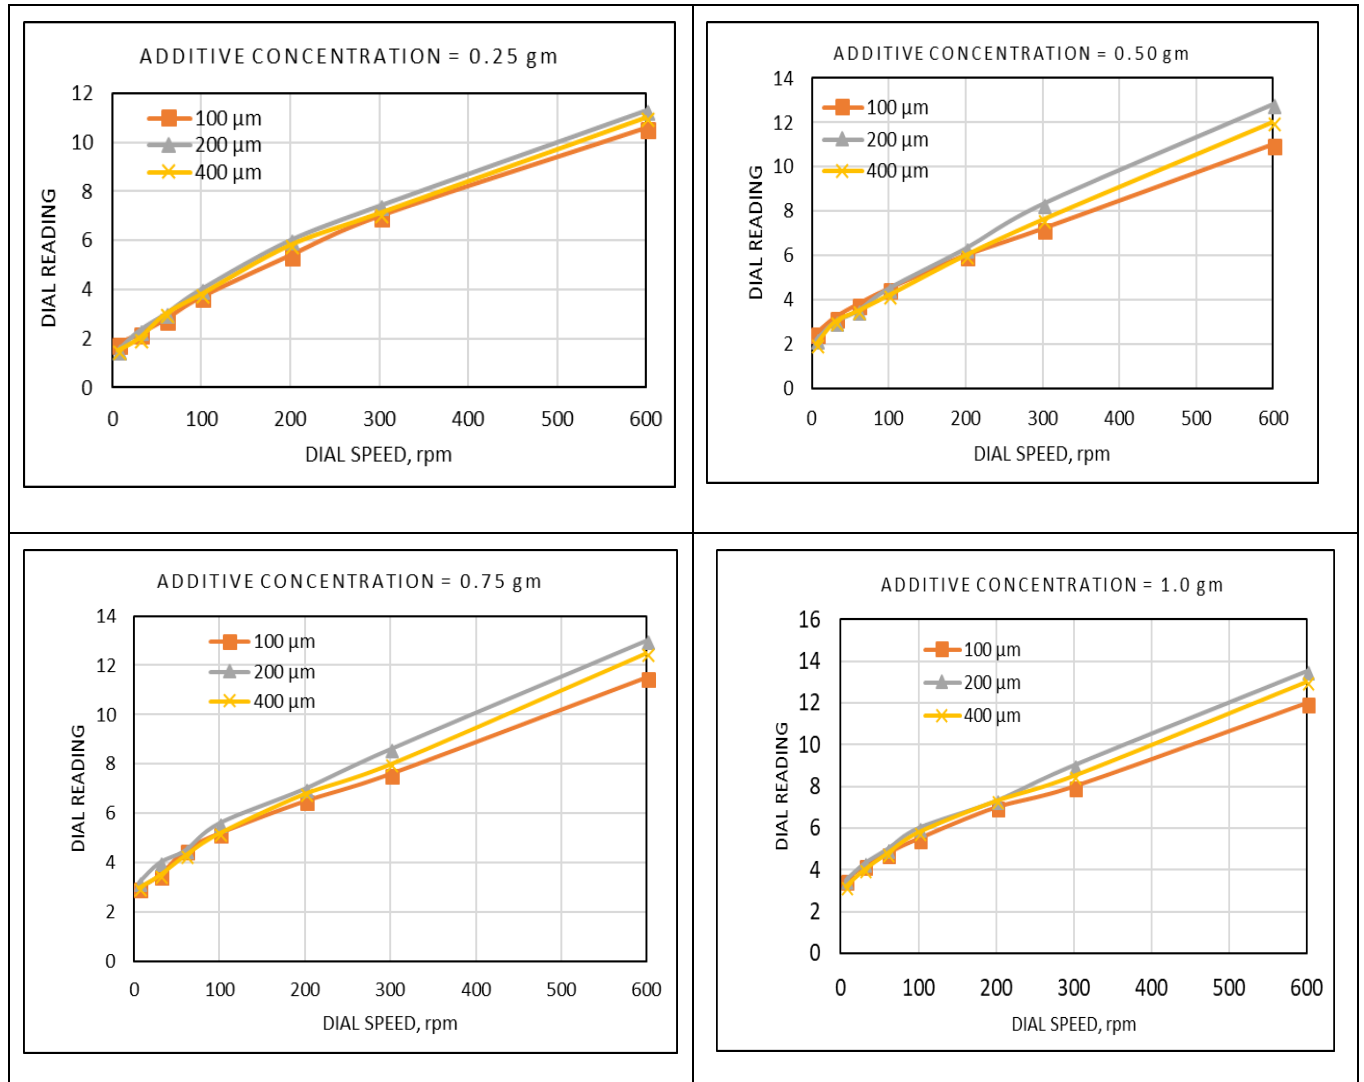 ADDITIVE CONCENTRATION = 0.25 gm
12
10
8
6
4
2
0
DIAL READING
100 µm
200 µm
400 µm
0 100 200 300 400 500 600
DIAL SPEED, rpm
ADDITIVE CONCENTRATION = 0.50 gm
14
12
10
8
6
4
2
0
DIAL READING
100 µm
200 µm
400 µm
0 100 200 300 400 500 600
DIAL SPEED, rpm
ADDITIVE CONCENTRATION = 0.75 gm
14
12
10
8
6
4
2
0
DIAL READING
100 µm
200 µm
400 µm
0 100 200 300 400 500 600
DIAL SPEED, rpm
ADDITIVE CONCENTRATION = 1.0 gm
16
14
12
10
8
6
4
2
0
DIAL READING
100 µm
200 µm
400 µm
0 100 200 300 400 500 600
DIAL SPEED, rpm